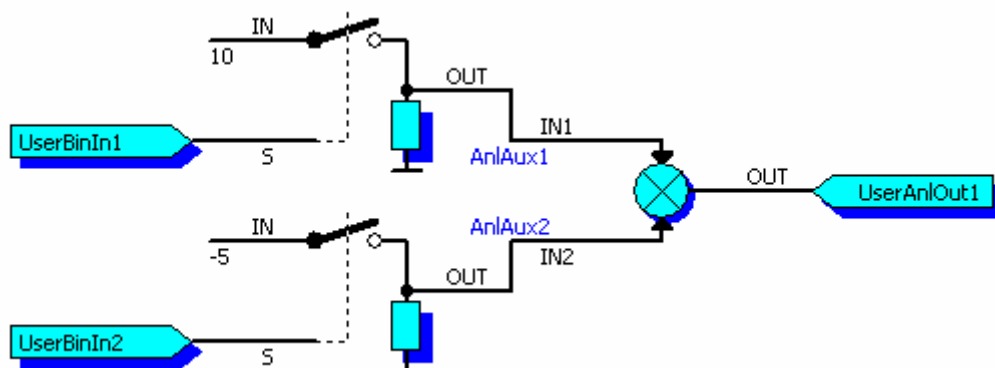 IN
10
OUT
UserBinIn1
S
AnlAux1
IN1
OUT
UserAnlOut1
IN
-5
AnlAux2
OUT
IN2
UserBinIn2
S